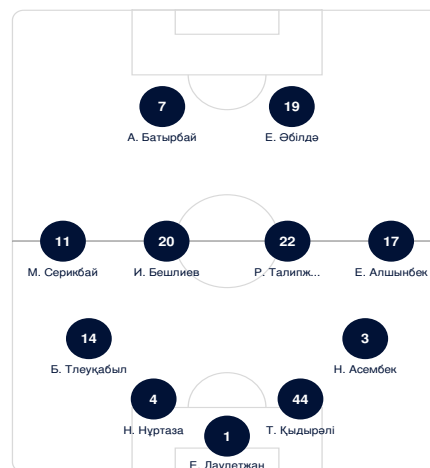 7
19
А. Батырбай
Е. Әбілдә
11
20
22
17
М. Серикбай
И. Бешлиев
Р. Талипж...
Е. Алшынбек
14
3
Б. Тлеуқабыл
Н. Асембек
4
44
Н. Нұртаза
Т. Қыдырәлі
1
Е. Даулетжан